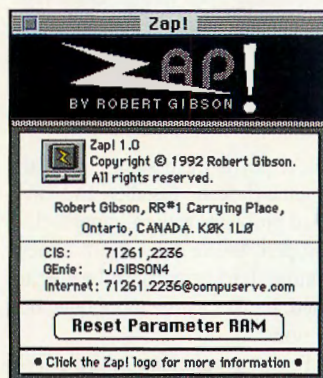 Zap!
ZAP!
BY ROBERT GIBSON
Zap! 1.0
Copyright © 1992 Robert Gibson.
All rights reserved.
Robert Gibson, RR#1 Carrying Place,
Ontario, CANADA. KØK 1LØ
CIS: 71261,2236
GEnie: J.GIBSON4
Internet: 71261.2236@compuserve.com
Reset Parameter RAM
● Click the Zap! logo for more information ●